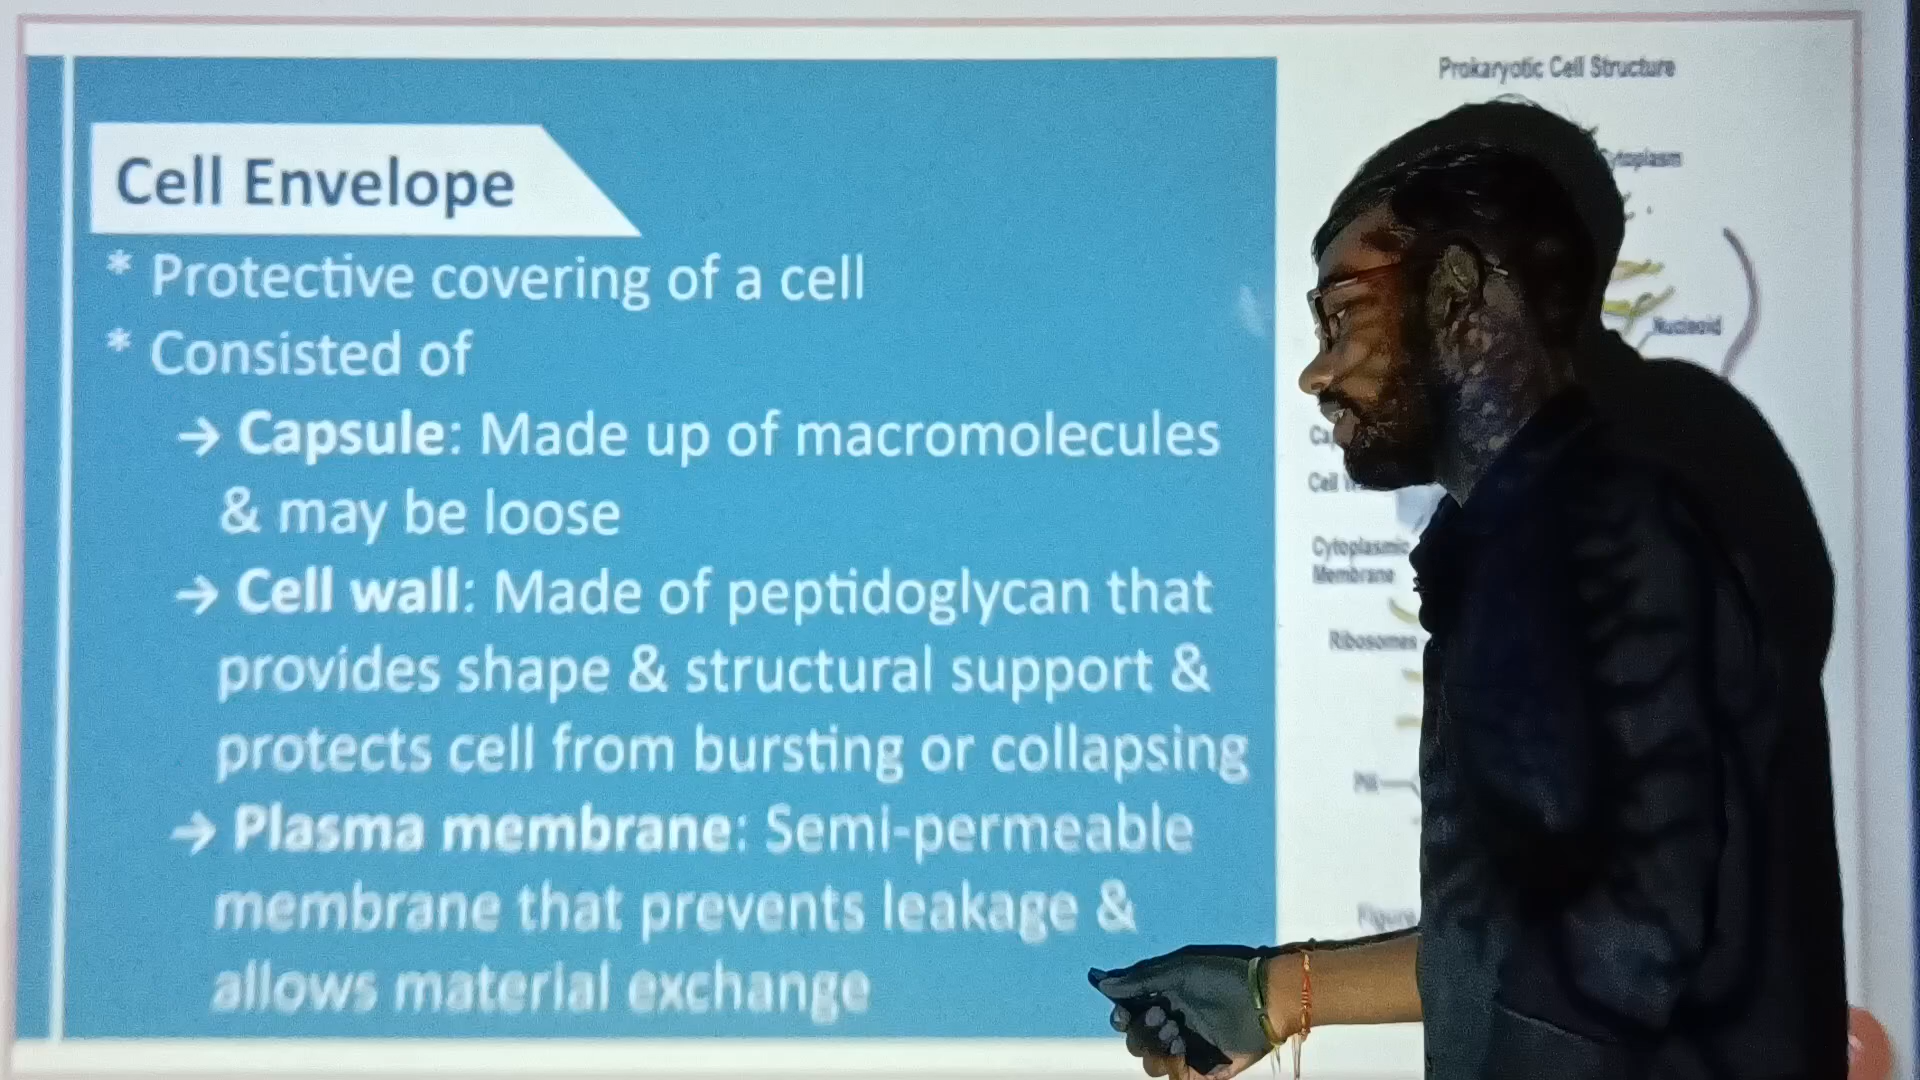 Cell Envelope
* Protective covering of a cell
* Consisted of
→ Capsule: Made up of macromolecules
& may be loose
→ Cell wall: Made of peptidoglycan that
provides shape & structural support &
protects cell from bursting or collapsing
→ Plasma membrane: Semi-permeable
membrane that prevents leakage &
allows material exchange
Prokaryotic Cell Structure
Cytoplasm
Nucleoid
Cell
Cytoplasmic
Membrane
Ribosomes
Pili
Figure